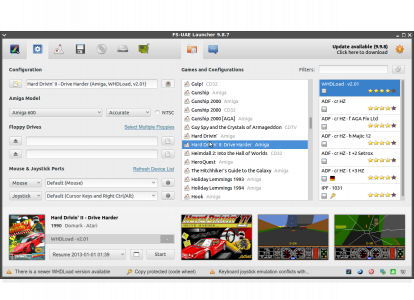 FS-UAE Launcher 9.8.7
Update available (9.9.8)
Click here to download
Configuration
Hard Drivin' II - Drive Harder (Amiga, WHDLoad, v2.01)
Amiga Model
Amiga 600
Accurate
NTSC
Floppy Drives
Select Multiple Floppies
Mouse & Joystick Ports
Refresh Device List
Mouse
Default (Mowse)
Joystick
Default (Cursor Keys and Right Ctrl/Alt)
Games and Configurations
Gulp! CD32
Gunship Amiga
Gunship 2000 CD32
Gunship 2000 Amiga
Gunship 2000 [AGA] Amiga
Guy Spy and the Crystals of Armageddon CDTV
Hard Drivin' Amiga
Hard Drivin' II: Drive Harder Amiga
Heimdall 2: Into the Hall of Worlds CD32
HeroQuest Amiga
The Hitchhiker's Guide to the Galaxy Amiga
Holiday Lemmings 1993 Amiga
Holiday Lemmings 1994 Amiga
Hook Amiga
Filters:
WHDLoad · v2.01
ADF · cr HZ
ADF · cr HZ · f AGA Fix Ltd
ADF · cr HZ · h Majic 12
ADF · cr HZ · t +2 Setrox
ADF · cr HZ · t +3
IPF · 1031
Hard Drivin' II - Drive Harder
1990 Domark · Atari
WHDLoad · v2.01
Resume 2013-01-01 01:39
Start
There is a newer WHDLoad version available
Copy protected (code wheel)
Keyboard joystick emulation conflicts with...